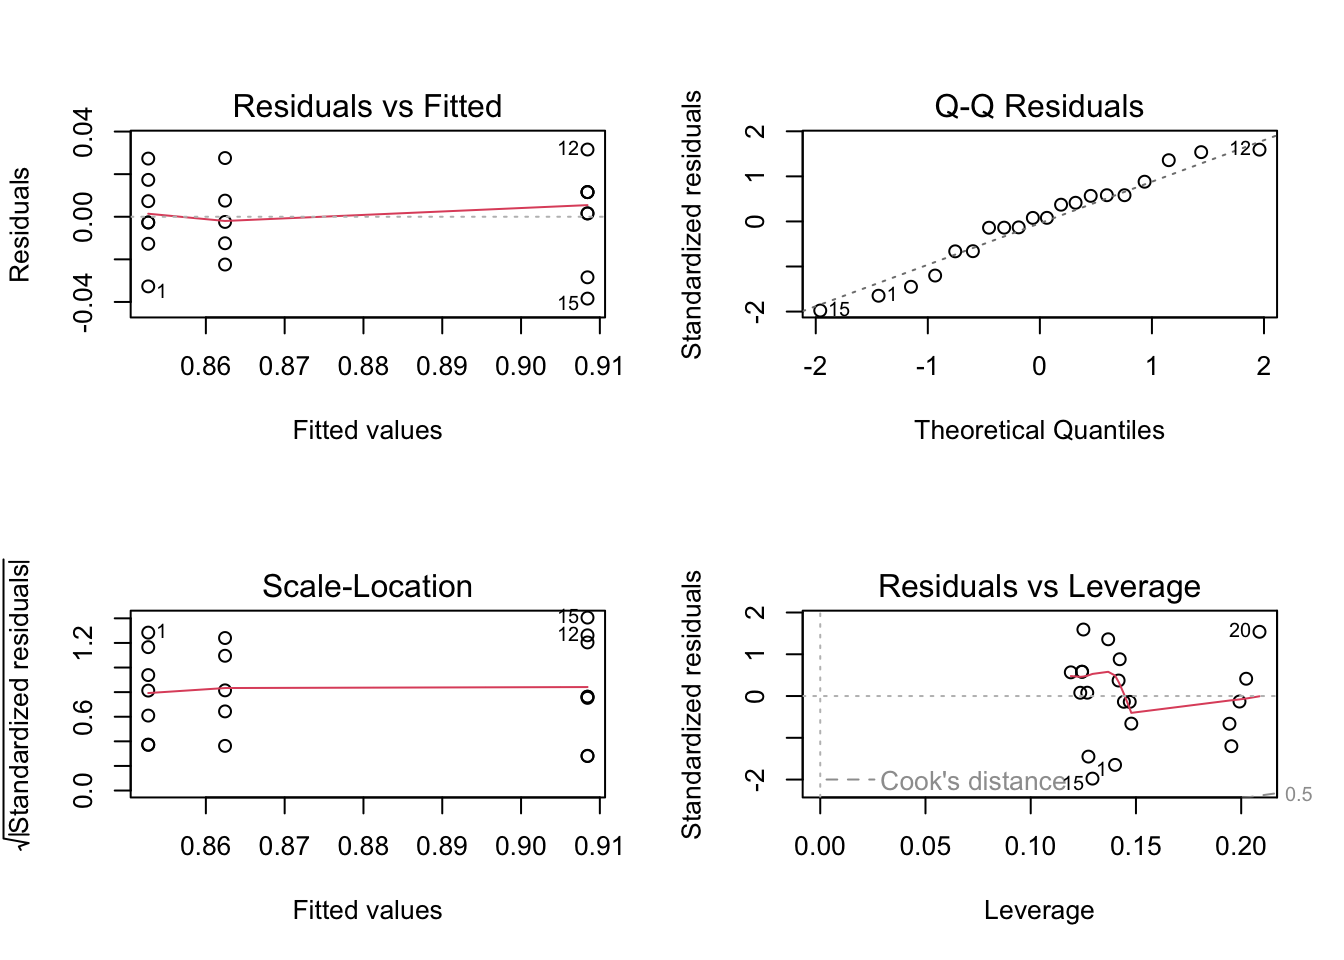 Residuals vs Fitted
Residuals
0.04
0.00
-0.04
12
1
15
0.86 0.87 0.88 0.89 0.90 0.91
Fitted values
Q-Q Residuals
Standardized residuals
2
1
0
-2
12
1
15
-2 -1 0 1 2
Theoretical Quantiles
Scale-Location
√|Standardized residuals|
1.2
0.6
0.0
15
1
12
0.86 0.87 0.88 0.89 0.90 0.91
Fitted values
Residuals vs Leverage
Standardized residuals
2
1
0
-2
20
1
15
Cook's distance
0.5
0.00 0.05 0.10 0.15 0.20
Leverage